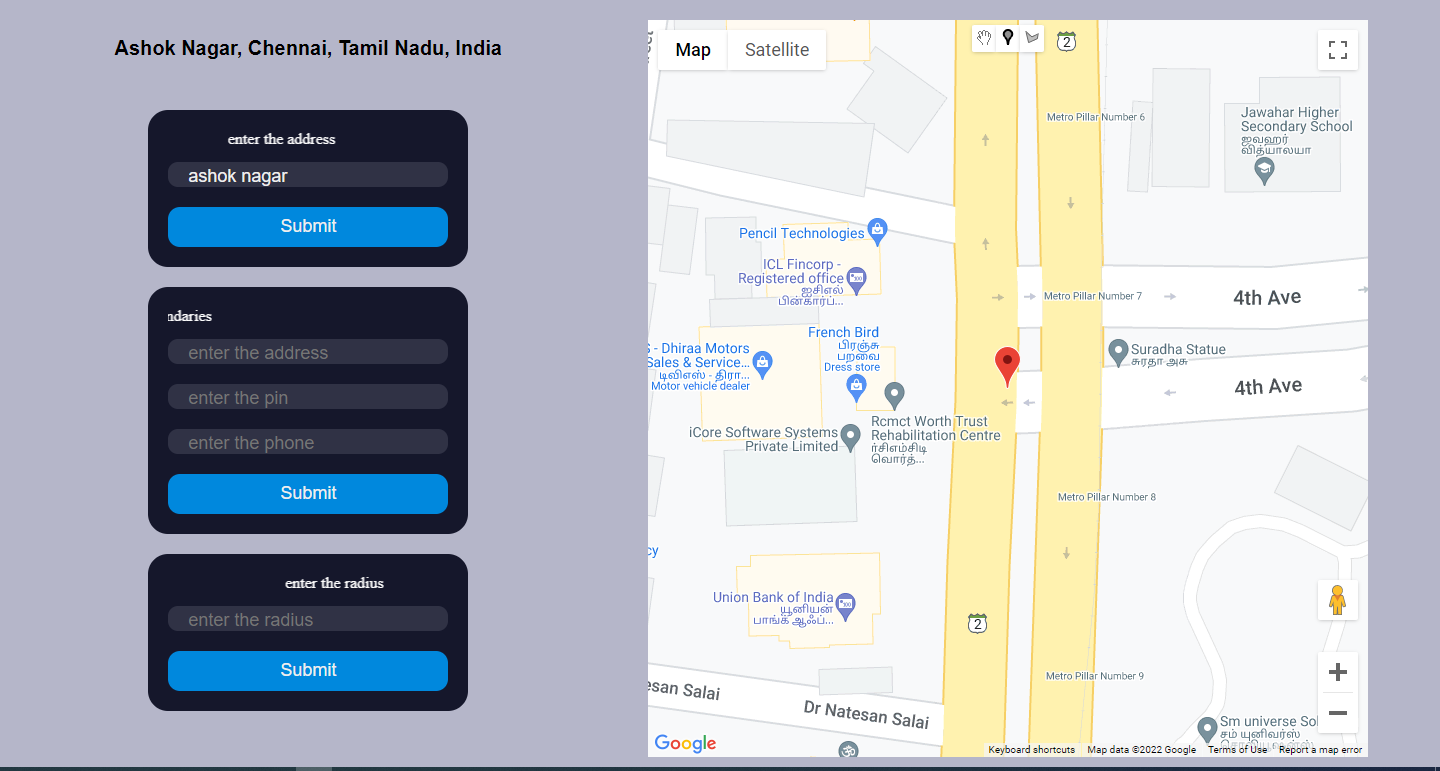 Ashok Nagar, Chennai, Tamil Nadu, India
enter the address
ashok nagar
Submit
ndaries
enter the address
enter the pin
enter the phone
Submit
enter the radius
enter the radius
Submit
Map
Satellite
2
Metro Pillar Number 6
Jawahar Higher
Secondary School
ஜவஹர்
வித்யாலயா
Pencil Technologies
ICL Fincorp -
Registered office
ஐசிஎல்
பின்கார்ப்...
Metro Pillar Number 7
4th Ave
French Bird
பிரஞ்சு
பறவை
Dress store
S - Dhiraa Motors
Sales & Service...
டிவிஎஸ் - திரா...
Motor vehicle dealer
Suradha Statue
சுரதா அசு
4th Ave
Rcmct Worth Trust
Rehabilitation Centre
ர்சிஎம்சிடி
வொர்த்...
iCore Software Systems
Private Limited
Metro Pillar Number 8
cy
Union Bank of India
யூனியன்
பாங்க் ஆஃப்...
2
Metro Pillar Number 9
esan Salai
Dr Natesan Salai
Sm universe Sol
சம் யுனிவர்ஸ்
Google
Keyboard shortcuts
Map data ©2022 Google
Terms of Use
Report a map error